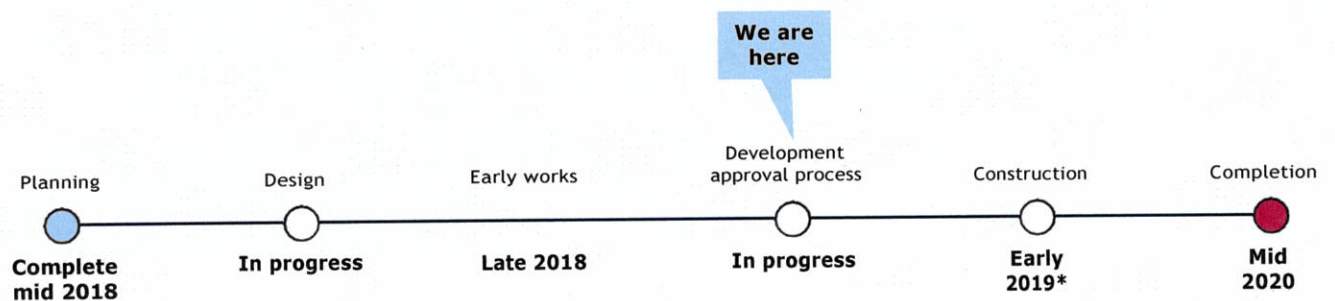 We are
here
Planning
Design
Early works
Development
approval process
Construction
Completion
Complete
mid 2018
In progress
Late 2018
In progress
Early
2019*
Mid
2020